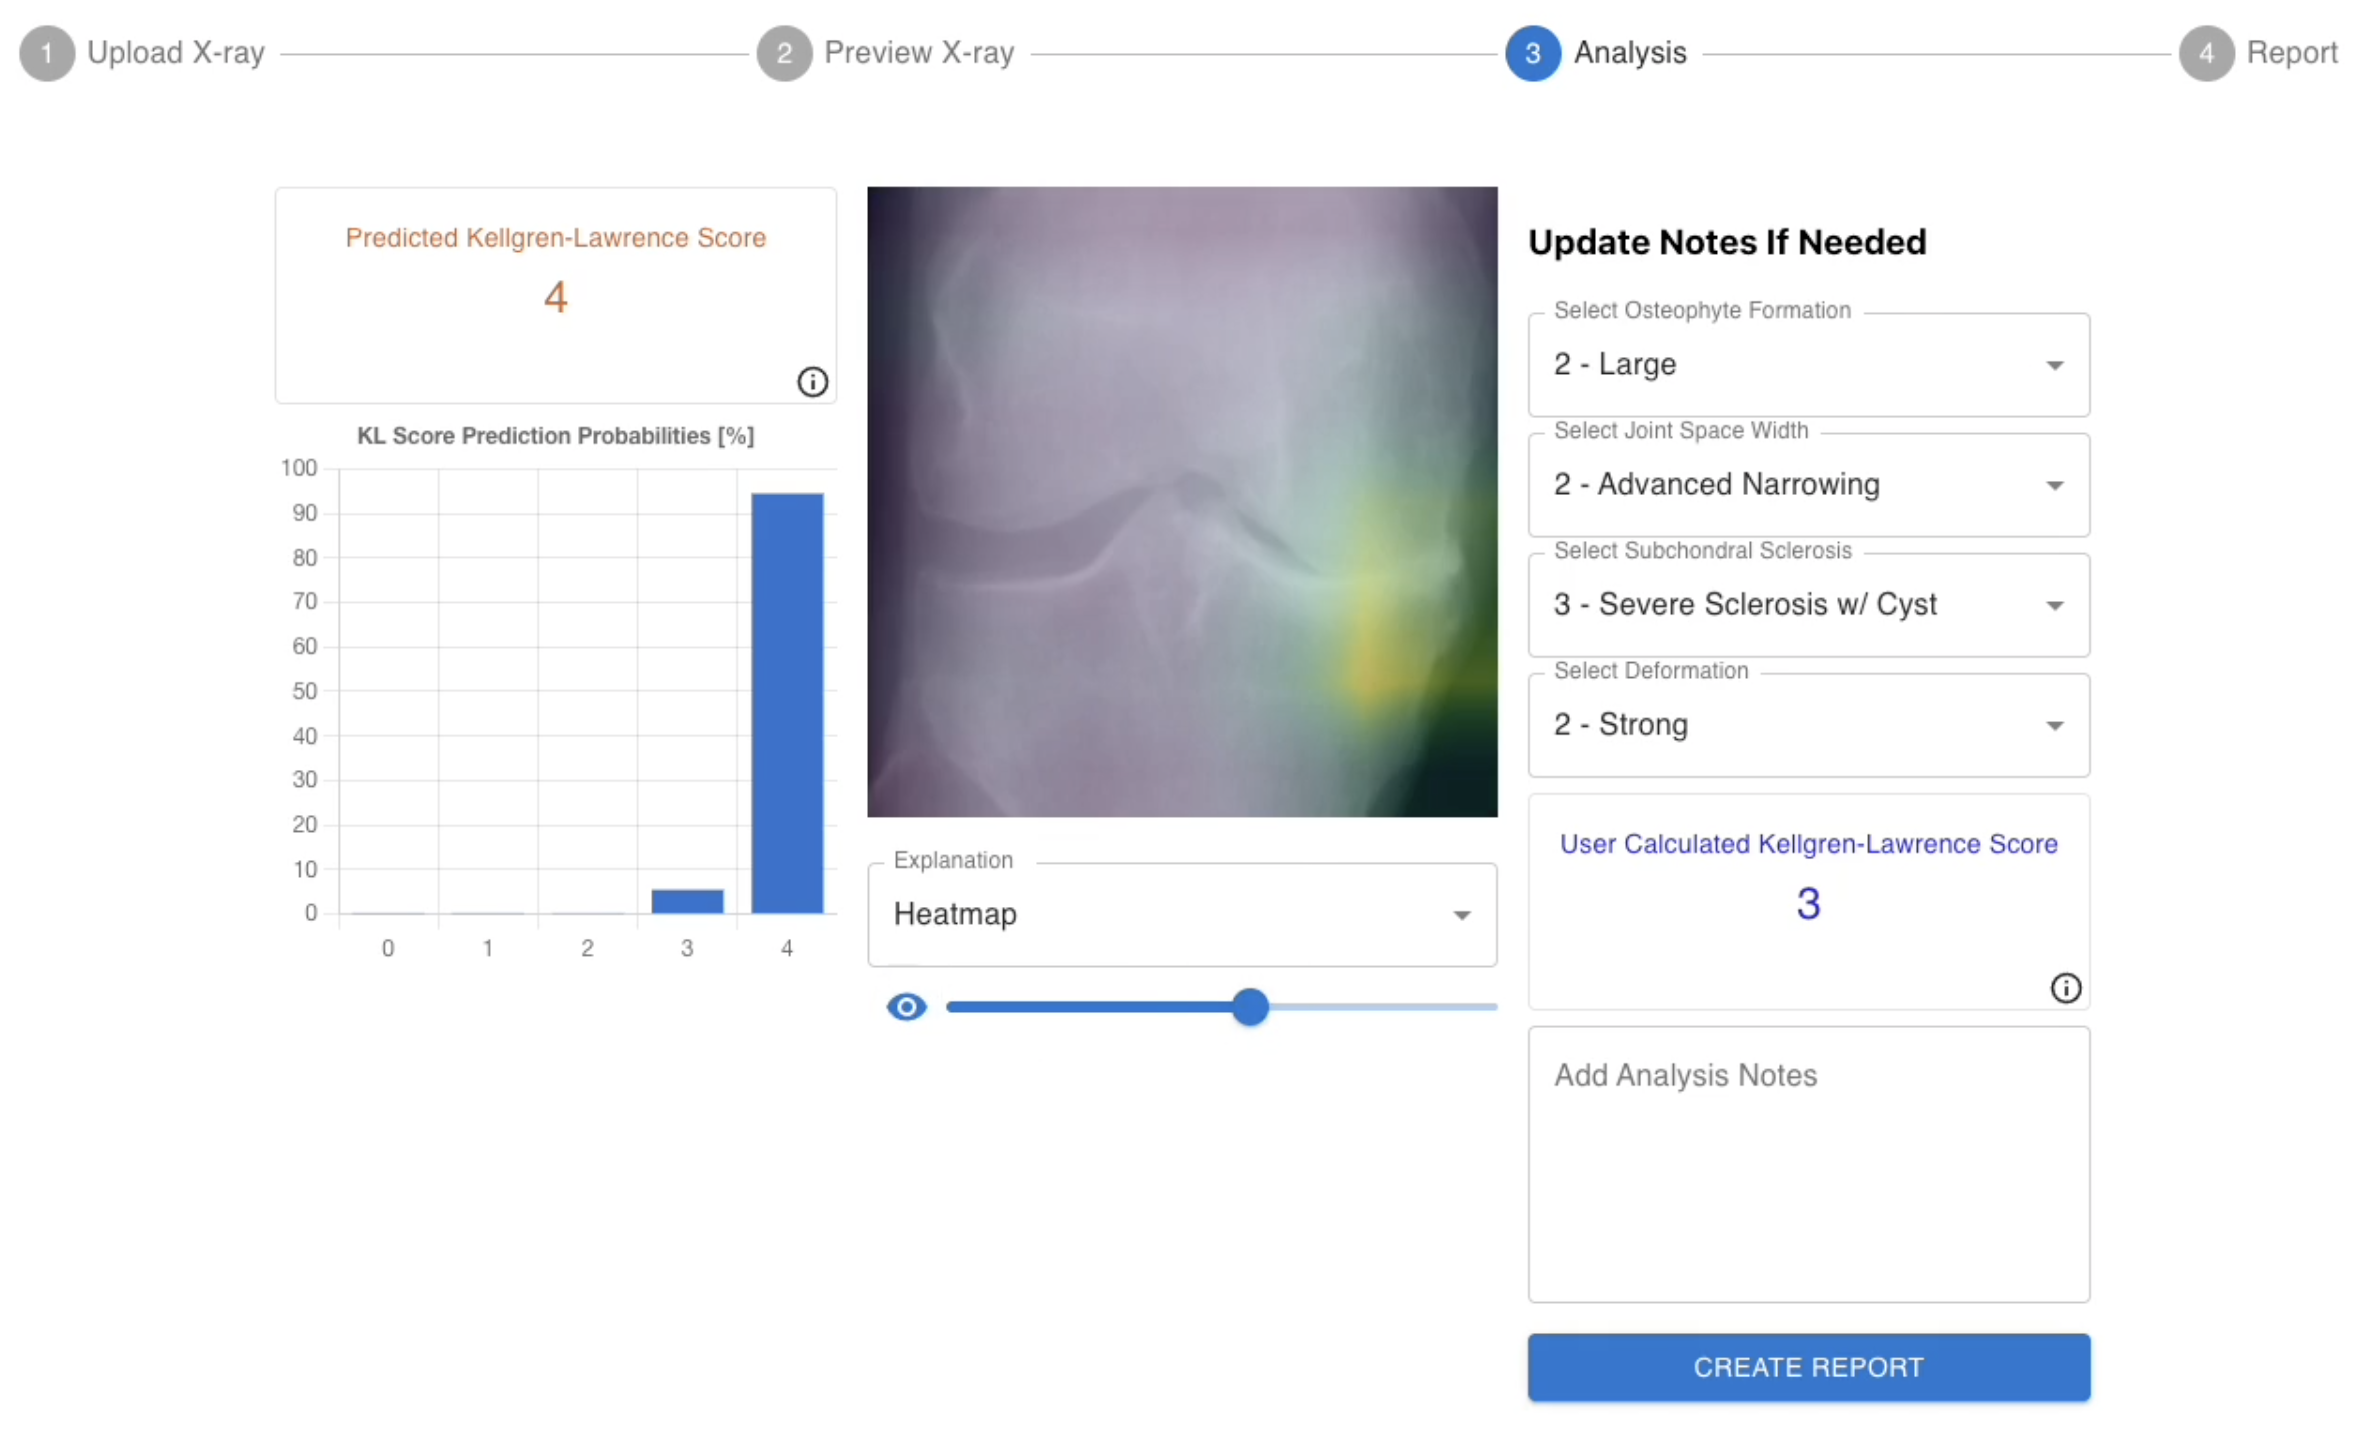 1 Upload X-ray
2 Preview X-ray
3 Analysis
4 Report
Predicted Kellgren-Lawrence Score
4
KL Score Prediction Probabilities [%]
100
90
80
70
60
50
40
30
20
10
0
0 1 2 3 4
Explanation
Heatmap
Update Notes If Needed
Select Osteophyte Formation
2 - Large
Select Joint Space Width
2 - Advanced Narrowing
Select Subchondral Sclerosis
3 - Severe Sclerosis w/ Cyst
Select Deformation
2 - Strong
User Calculated Kellgren-Lawrence Score
3
Add Analysis Notes
CREATE REPORT